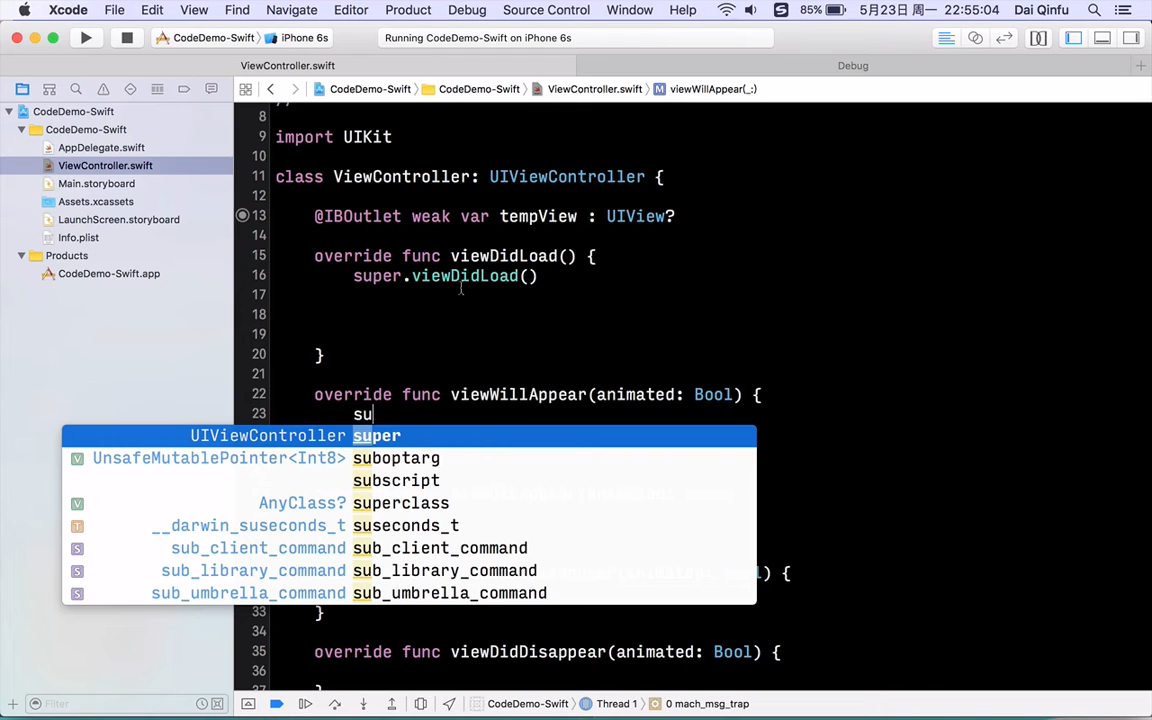 Xcode File Edit View Find Navigate Editor Product Debug Source Control Window Help 85% 5月23日 周一 22:55:04 Dai Qinfu
CodeDemo-Swift iPhone 6s Running CodeDemo-Swift on iPhone 6s
ViewController.swift Debug
CodeDemo-Swift CodeDemo-Swift ViewController.swift M viewWillAppear(_:)
CodeDemo-Swift
CodeDemo-Swift
AppDelegate.swift
ViewController.swift
Main.storyboard
Assets.xcassets
LaunchScreen.storyboard
Info.plist
Products
CodeDemo-Swift.app
8
9 import UIKit
10
11 class ViewController: UIViewController {
12
13 @IBOutlet weak var tempView : UIView?
14
15 override func viewDidLoad() {
16 super.viewDidLoad()
17
18
19
20 }
21
22 override func viewWillAppear(animated: Bool) {
23 su
UIViewController super
V UnsafeMutablePointer<Int8> suboptarg
subscript
V AnyClass? superclass
T __darwin_suseconds_t suseconds_t
S sub_client_command sub_client_command
S sub_library_command sub_library_command
S sub_umbrella_command sub_umbrella_command
) {
33 }
34
35 override func viewDidDisappear(animated: Bool) {
36
37 }
Filter CodeDemo-Swift Thread 1 0 mach_msg_trap